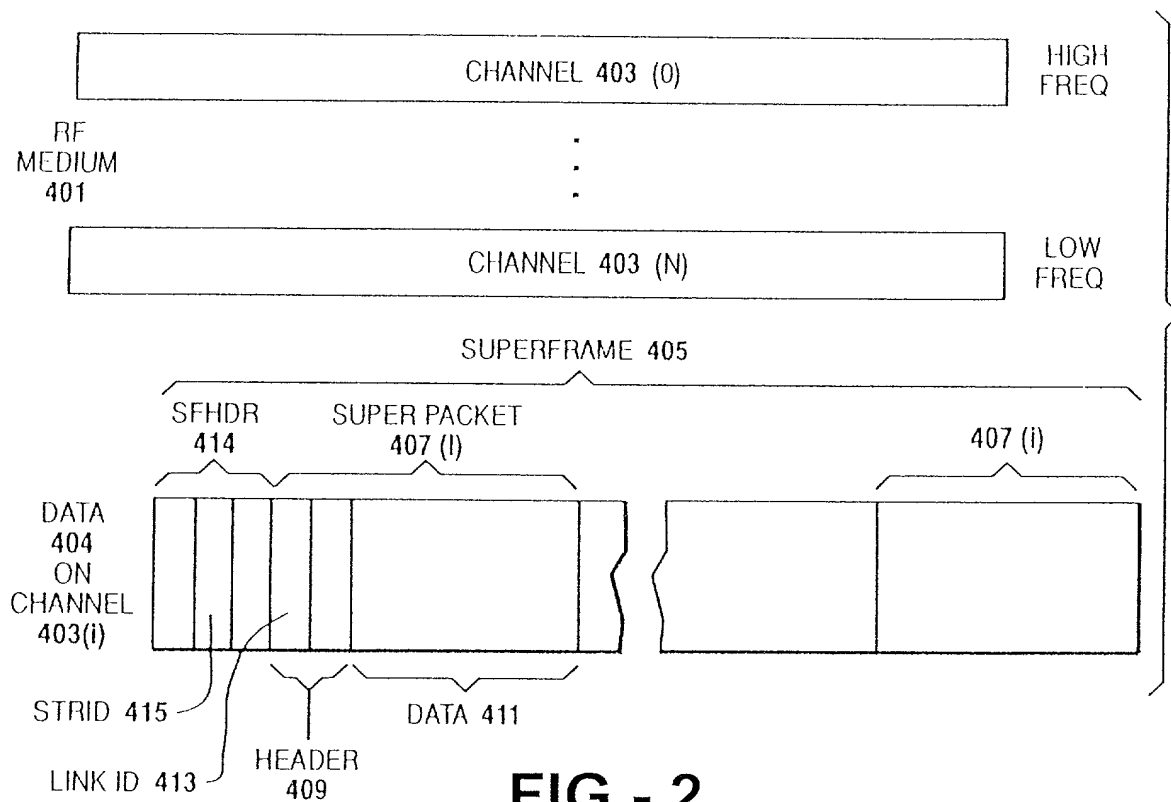 CHANNEL 403 (0)
HIGH
FREQ
RF
MEDIUM
401
CHANNEL 403 (N)
LOW
FREQ
SUPERFRAME 405
SFHDR
414
SUPER PACKET
407 (I)
407 (i)
DATA
404
ON
CHANNEL
403(i)
STRID 415
DATA 411
LINK ID 413
HEADER
409
FIG - 2